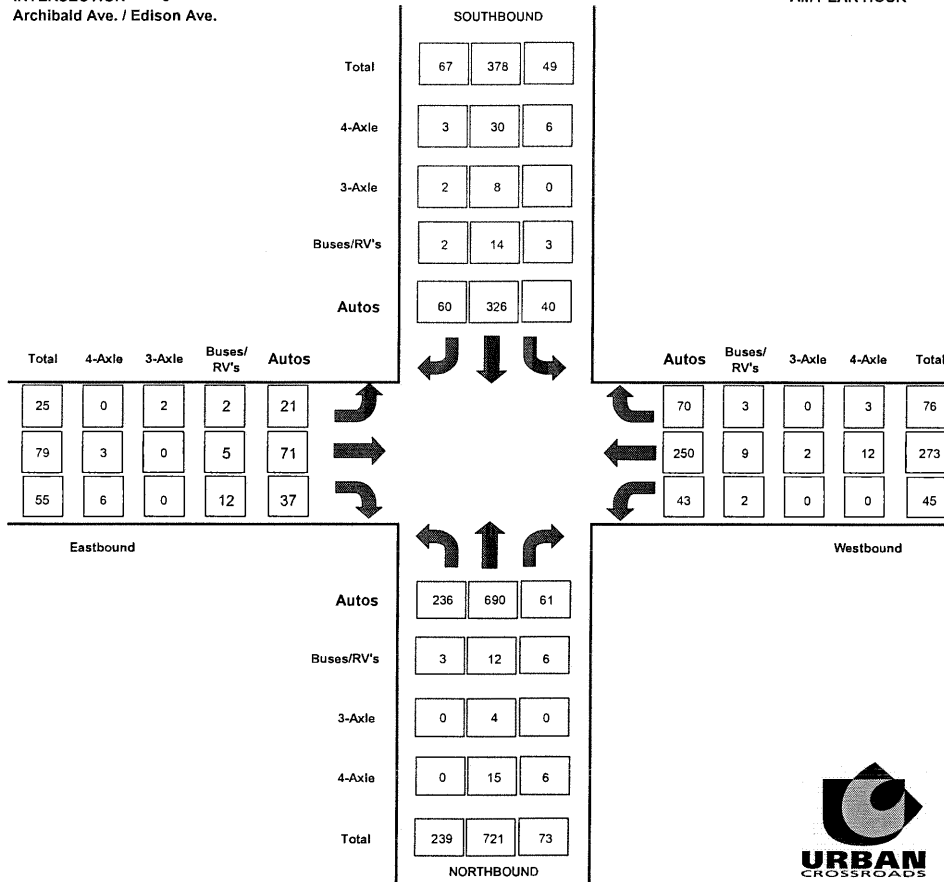 Archibald Ave. / Edison Ave.
SOUTHBOUND
Total 67 378 49
4-Axle 3 30 6
3-Axle 2 8 0
Buses/RV's 2 14 3
Autos 60 326 40
Total 4-Axle 3-Axle Buses/ RV's Autos
25 0 2 2 21
79 3 0 5 71
55 6 0 12 37
Eastbound
Autos Buses/ RV's 3-Axle 4-Axle Total
70 3 0 3 76
250 9 2 12 273
43 2 0 0 45
Westbound
Autos 236 690 61
Buses/RV's 3 12 6
3-Axle 0 4 0
4-Axle 0 15 6
Total 239 721 73
NORTHBOUND
URBAN
CROSSROADS